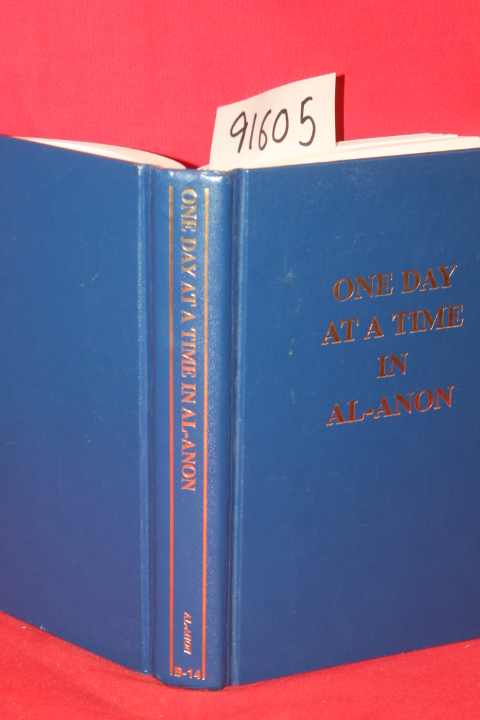 91605
ONE DAY AT A TIME IN AL-ANON
AL-ANON
B-14
ONE DAY
AT A TIME
IN
AL-ANON